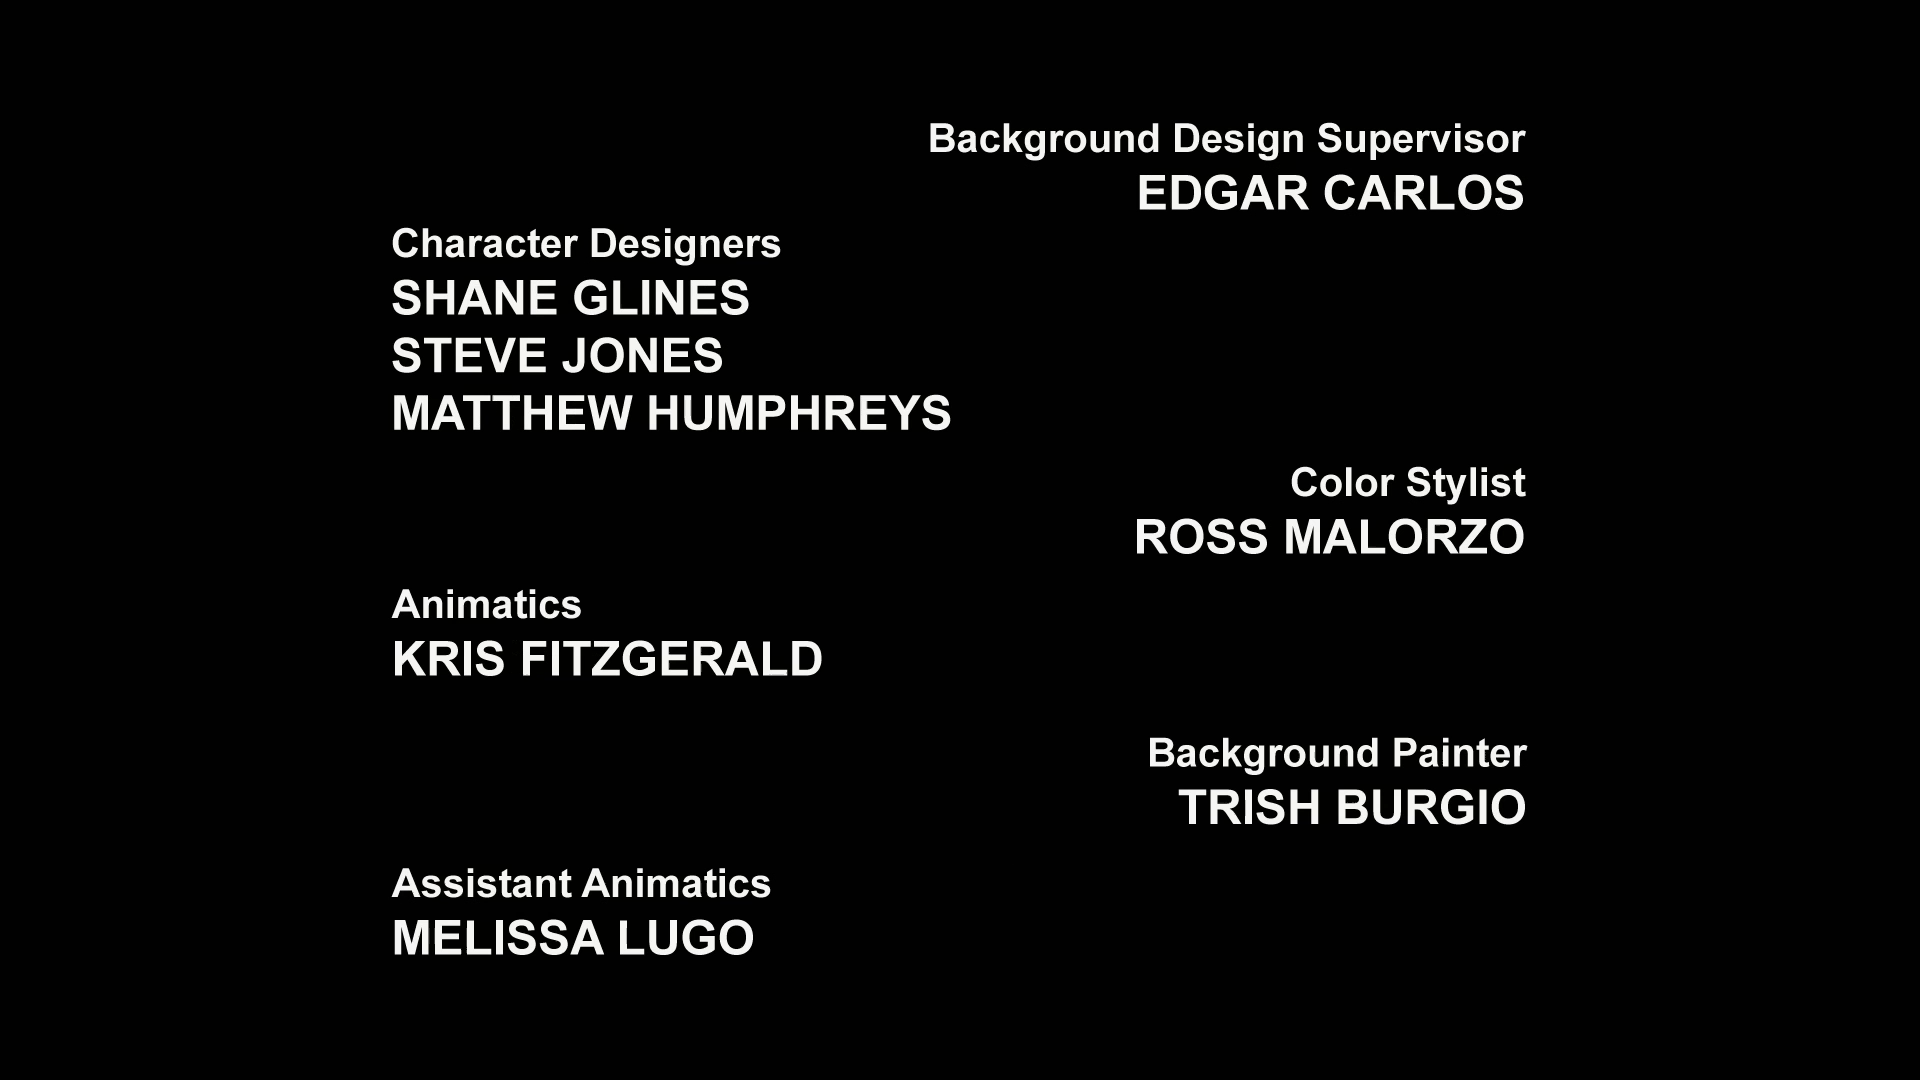 Background Design Supervisor
EDGAR CARLOS
Character Designers
SHANE GLINES
STEVE JONES
MATTHEW HUMPHREYS
Color Stylist
ROSS MALORZO
Animatics
KRIS FITZGERALD
Background Painter
TRISH BURGIO
Assistant Animatics
MELISSA LUGO